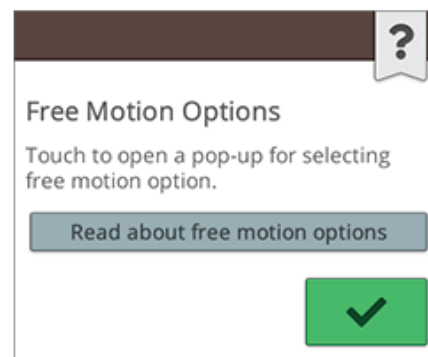 ?
Free Motion Options
Touch to open a pop-up for selecting
free motion option.
Read about free motion options